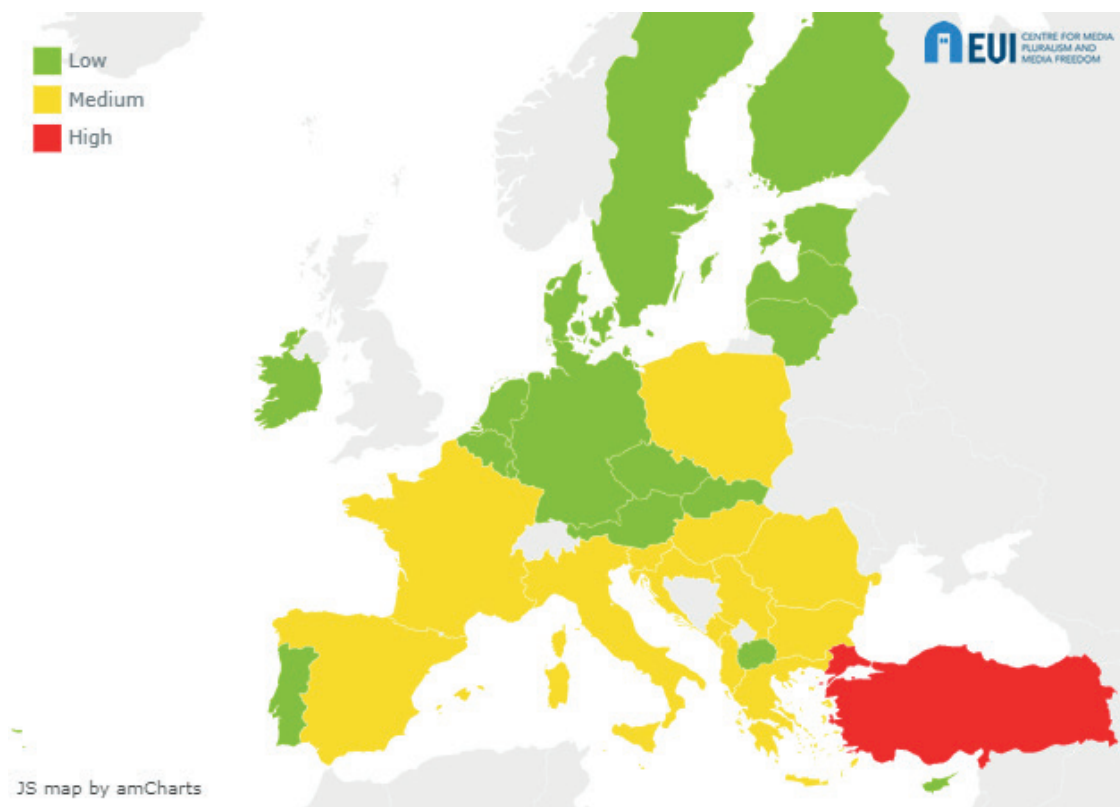 Low
Medium
High
EUI
CENTRE FOR MEDIA
PLURALISM AND
MEDIA FREEDOM
JS map by amCharts